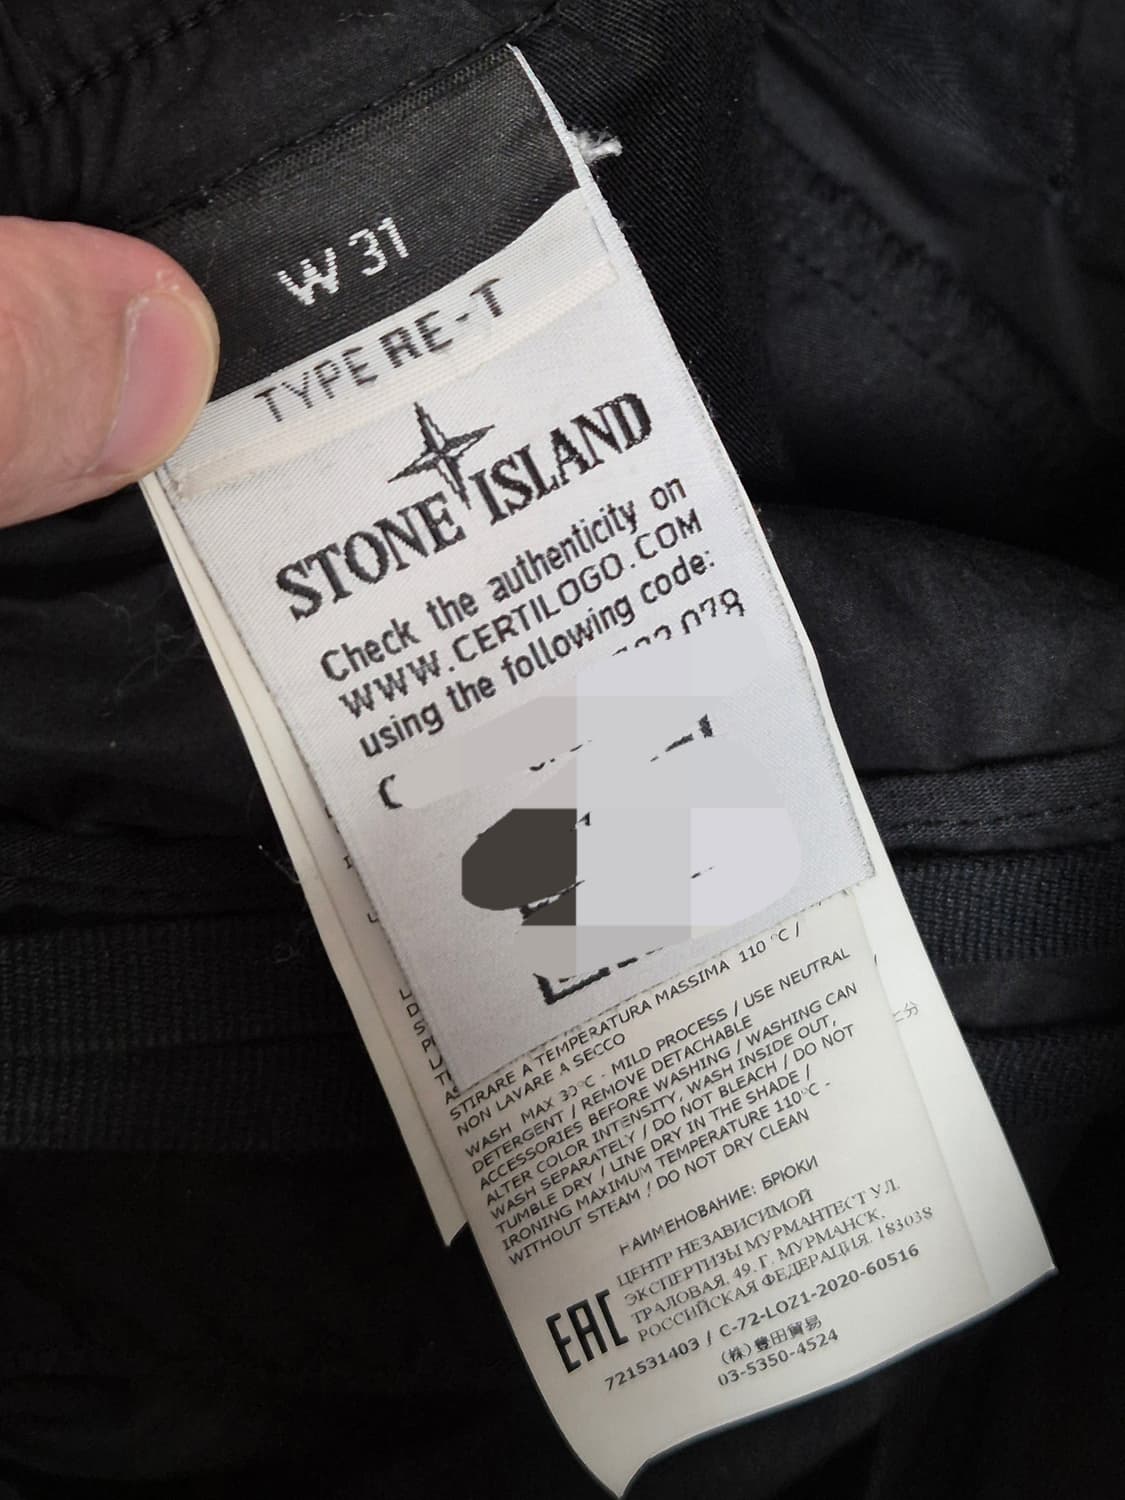 W 31
TYPE RE-T
STONE ISLAND
Check the authenticity on
WWW.CERTILOGO.COM
using the following code:
078
STIRARE A TEMPERATURA MASSIMA 110 °C /
NON LAVARE A SECCO
WASH MAX 30°C - MILD PROCESS / USE NEUTRAL
DETERGENT / REMOVE DETACHABLE
ACCESSORIES BEFORE WASHING / WASHING CAN
ALTER COLOR INTENSITY, WASH INSIDE OUT,
WASH SEPARATELY / DO NOT BLEACH / DO NOT
TUMBLE DRY / LINE DRY IN THE SHADE /
IRONING MAXIMUM TEMPERATURE 110°C -
WITHOUT STEAM / DO NOT DRY CLEAN
НАИМЕНОВАНИЕ: БРЮКИ
ЦЕНТР НЕЗАВИСИМОЙ
ЭКСПЕРТИЗЫ МУРМАНТЕСТ УЛ.
ТРАЛОВАЯ, 49, Г. МУРМАНСК,
РОССИЙСКАЯ ФЕДЕРАЦИЯ, 183038
EAC
721531403 / C-72-LOZ1-2020-60516
(株)豊田貿易
03-5350-4524